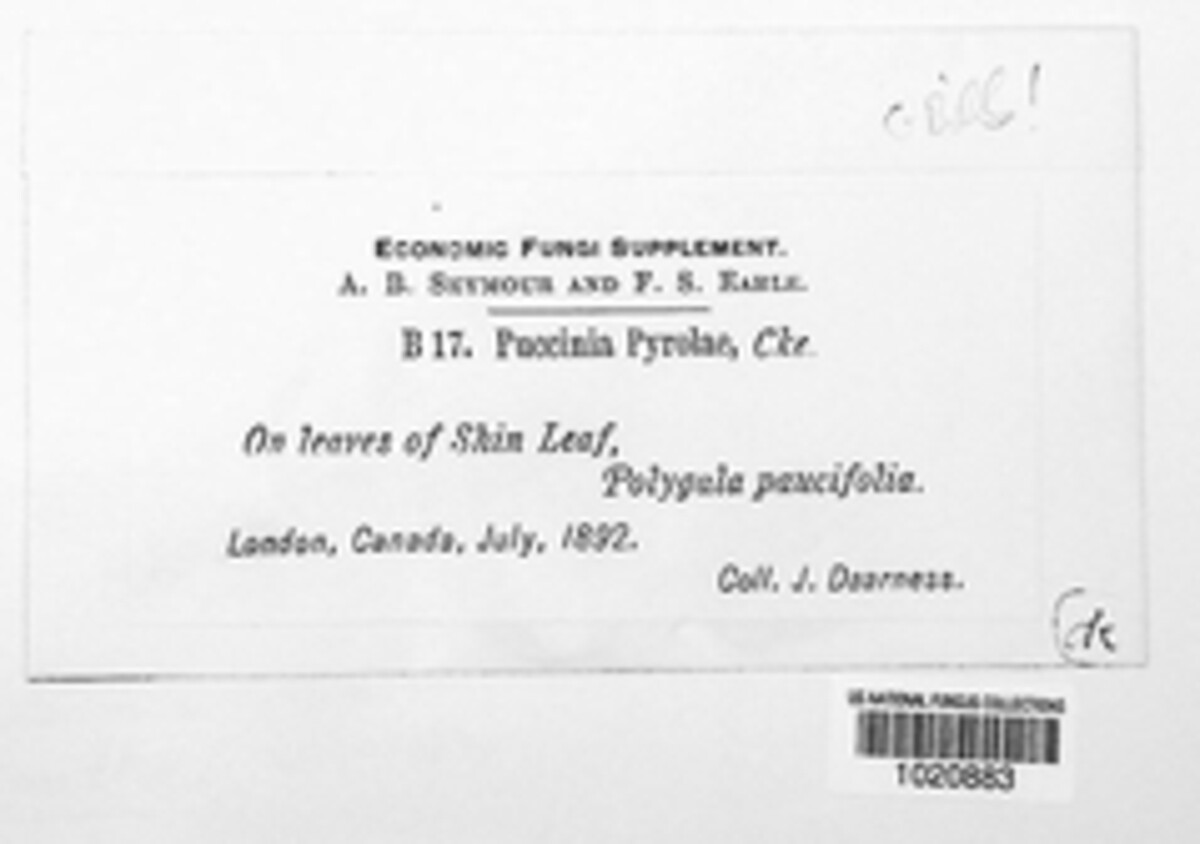 ECONOMIC FUNGI SUPPLEMENT.
A. B. SEYMOUR AND F. S. EARLE.
B 17. Puccinia Pyrolae, Cke.
On leaves of Shin Leaf,
Polygala paucifolia.
London, Canada, July, 1892.
Coll. J. Dearness.
US NATIONAL FUNGUS COLLECTIONS
1020883